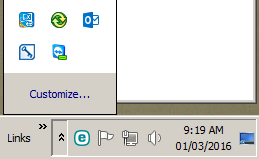 Customize...
Links
9:19 AM
01/03/2016